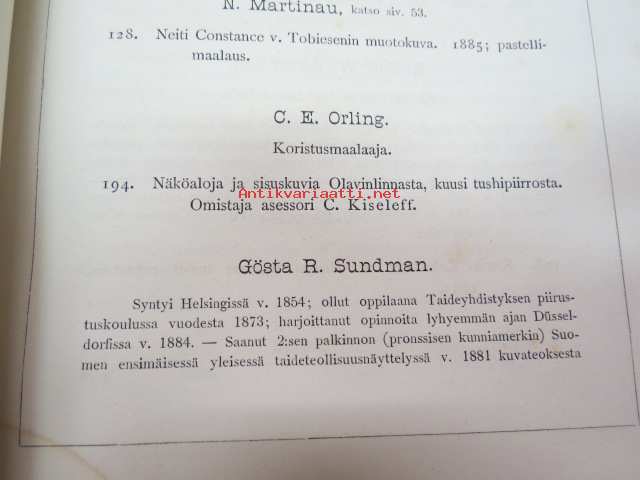 N. Martinau, katso siv. 53.
128. Neiti Constance v. Tobiesenin muotokuva. 1885; pastelli-
maalaus.
C. E. Orling.
Koristusmaalaaja.
194. Näköaloja ja sisuskuvia Olavinlinnasta, kuusi tushipiirrosta.
Antikvariaatti.net
Omistaja asessori C. Kiseleff.
Gösta R. Sundman.
Syntyi Helsingissä v. 1854; ollut oppilaana Taideyhdistyksen piirus-
tuskoulussa vuodesta 1873; harjoittanut opinnoita lyhyemmän ajan Düssel-
dorfissa v. 1884. — Saanut 2:sen palkinnon (pronssisen kunniamerkin) Suo-
men ensimäisessä yleisessä taideteollisuusnäyttelyssä v. 1881 kuvateoksesta